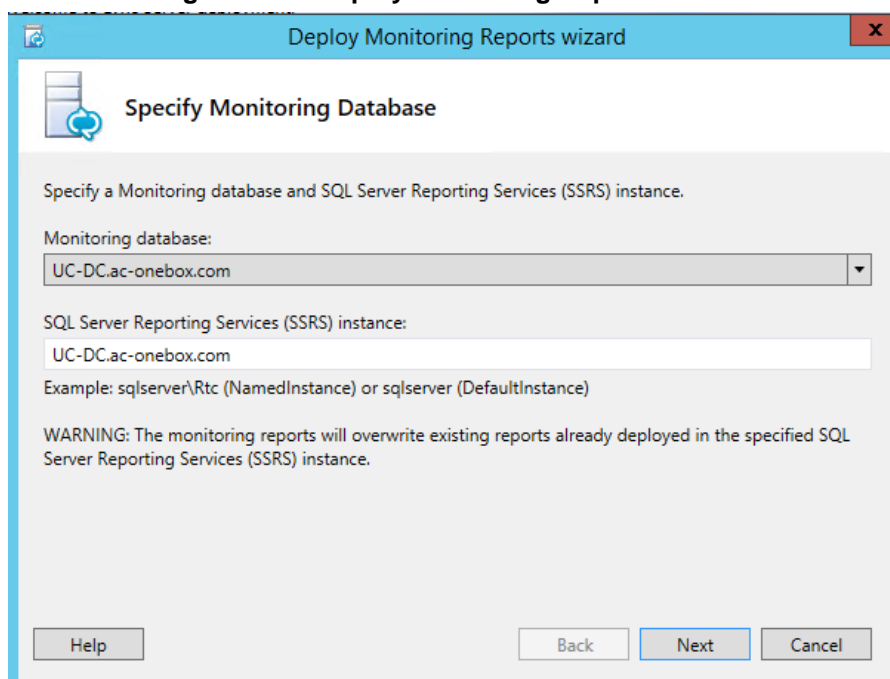 Deploy Monitoring Reports wizard
x
Specify Monitoring Database
Specify a Monitoring database and SQL Server Reporting Services (SSRS) instance.
Monitoring database:
UC-DC.ac-onebox.com
SQL Server Reporting Services (SSRS) instance:
UC-DC.ac-onebox.com
Example: sqlserver\Rtc (NamedInstance) or sqlserver (DefaultInstance)
WARNING: The monitoring reports will overwrite existing reports already deployed in the specified SQL
Server Reporting Services (SSRS) instance.
Help Back Next Cancel